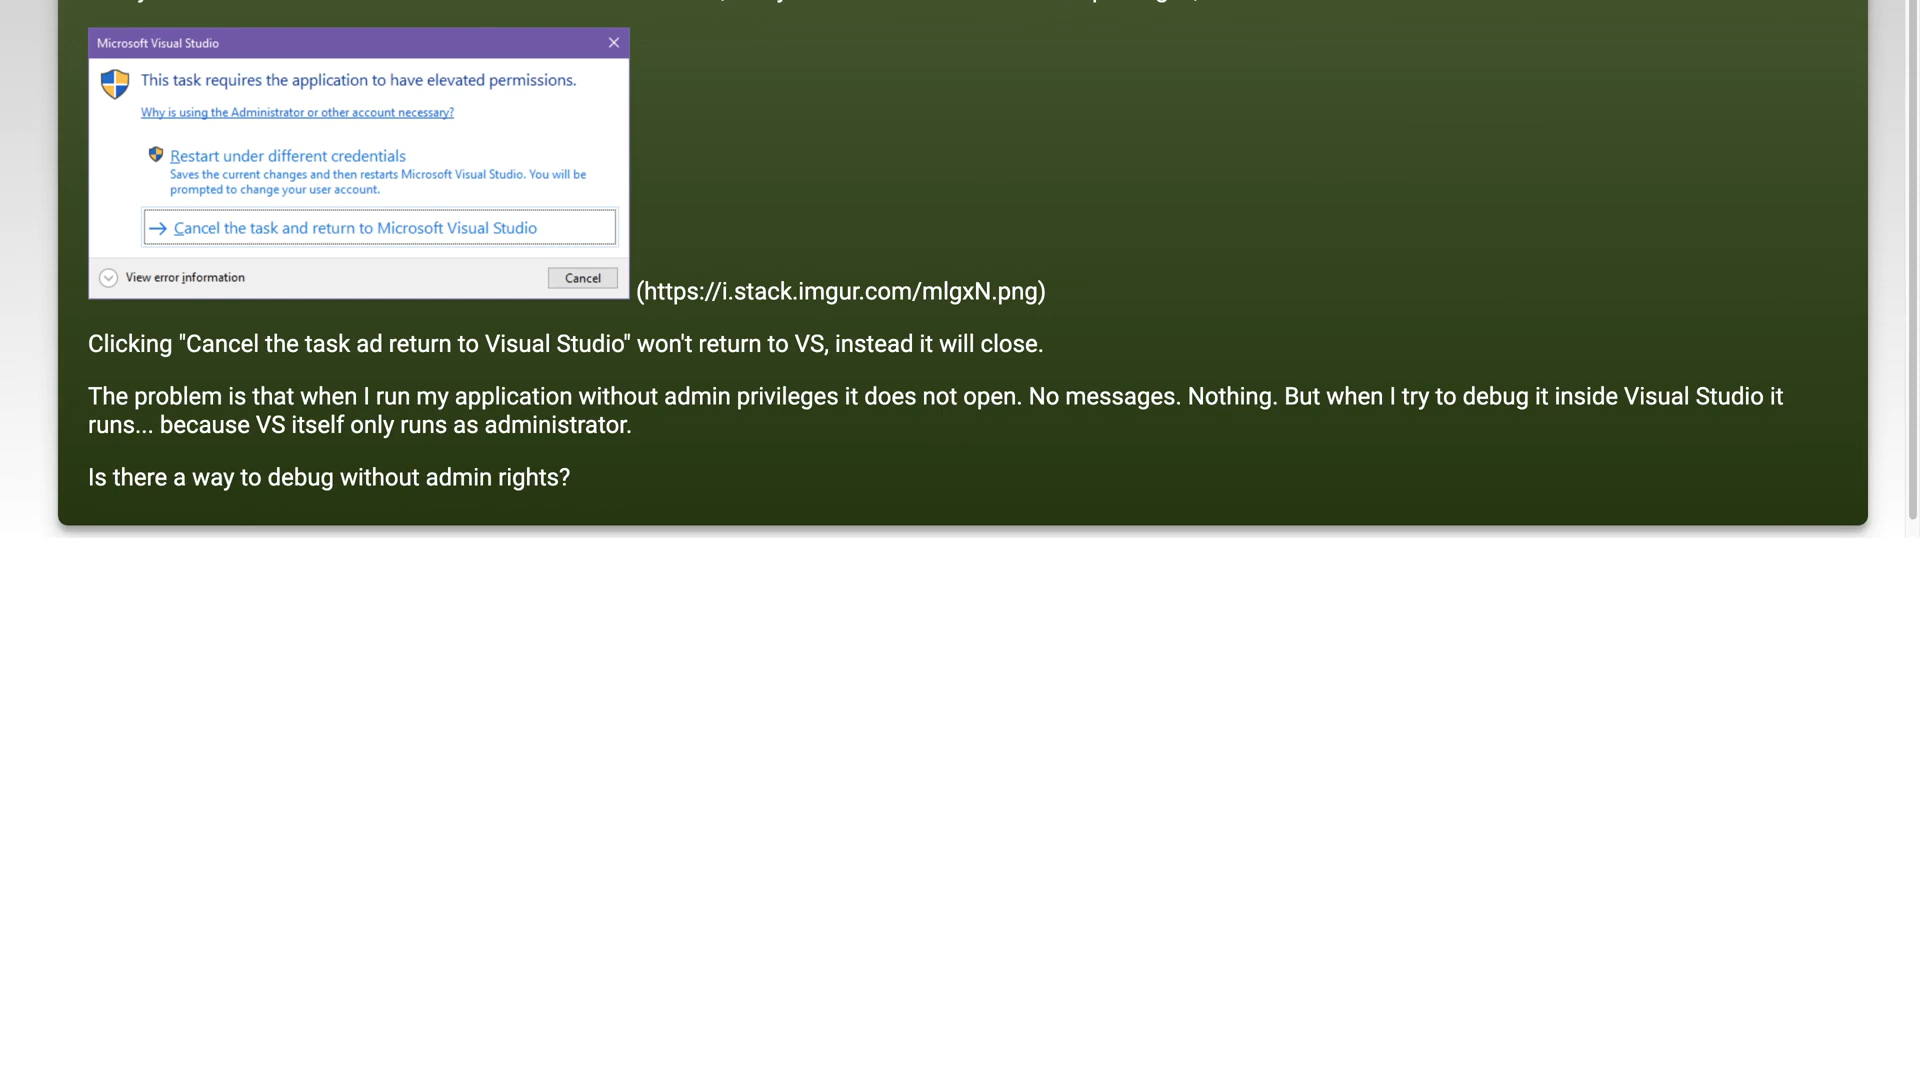 Microsoft Visual Studio
This task requires the application to have elevated permissions.
Why is using the Administrator or other account necessary?
Restart under different credentials
Saves the current changes and then restarts Microsoft Visual Studio. You will be
prompted to change your user account.
Cancel the task and return to Microsoft Visual Studio
View error information
Cancel
(https://i.stack.imgur.com/mlgxN.png)
Clicking "Cancel the task ad return to Visual Studio" won't return to VS, instead it will close.
The problem is that when I run my application without admin privileges it does not open. No messages. Nothing. But when I try to debug it inside Visual Studio it
runs... because VS itself only runs as administrator.
Is there a way to debug without admin rights?